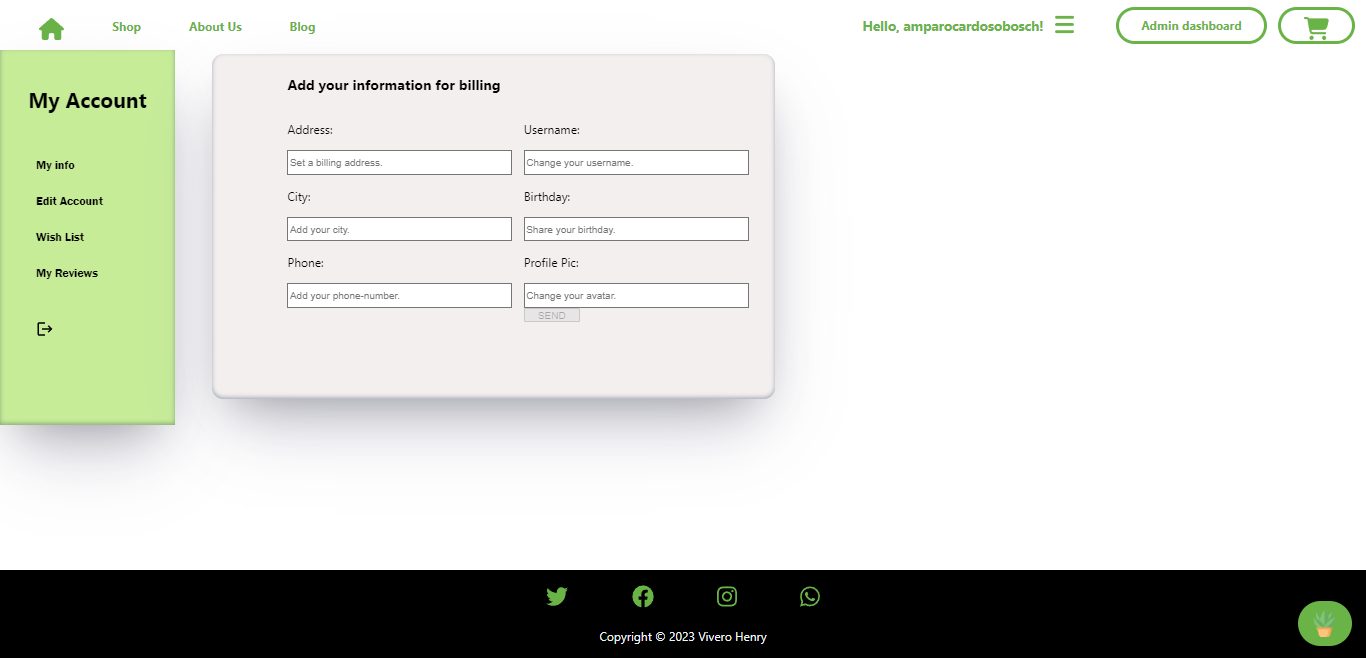 Shop About Us Blog Hello, amparocardosobosch! Admin dashboard
My Account
My info
Edit Account
Wish List
My Reviews
Add your information for billing
Address: Username:
Set a billing address. Change your username.
City: Birthday:
Add your city. Share your birthday.
Phone: Profile Pic:
Add your phone-number. Change your avatar.
SEND
Copyright © 2023 Vivero Henry